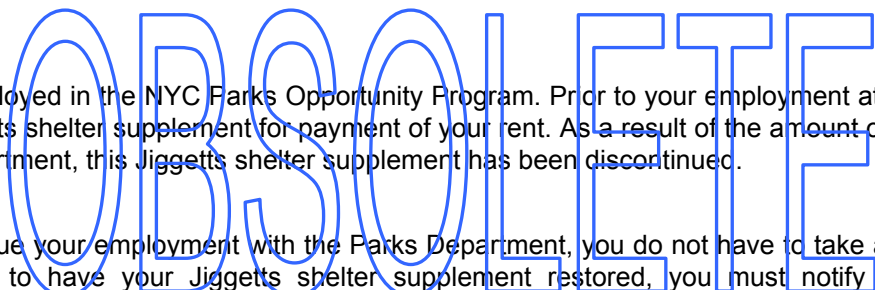 OBSOLETE
loyed in the NYC Parks Opportunity Program. Prior to your employment at
ts shelter supplement for payment of your rent. As a result of the amount o
rtment, this Jiggetts shelter supplement has been discontinued.
ue your employment with the Parks Department, you do not have to take a
to have your Jiggetts shelter supplement restored, you must notify